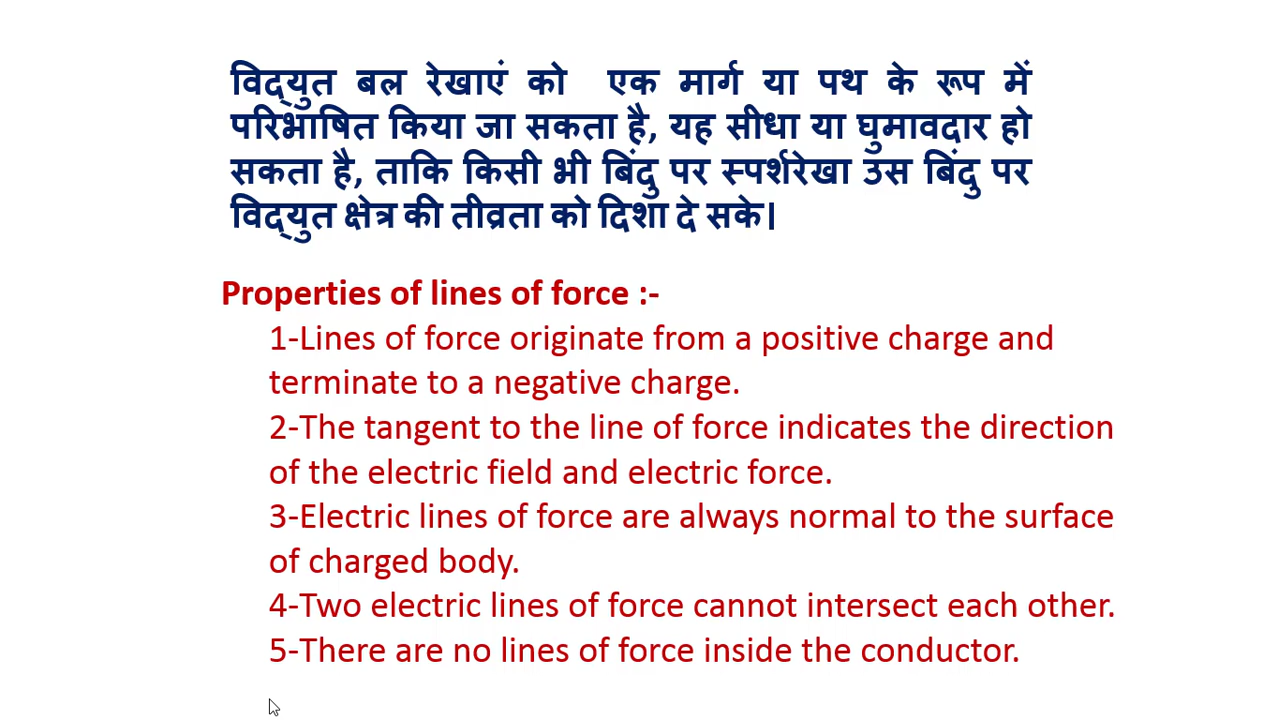 विद्युत बल रेखाएं को एक मार्ग या पथ के रूप में
परिभाषित किया जा सकता है, यह सीधा या घुमावदार हो
सकता है, ताकि किसी भी बिंदु पर स्पर्शरेखा उस बिंदु पर
विद्युत क्षेत्र की तीव्रता को दिशा दे सके।
Properties of lines of force :-
1-Lines of force originate from a positive charge and
terminate to a negative charge.
2-The tangent to the line of force indicates the direction
of the electric field and electric force.
3-Electric lines of force are always normal to the surface
of charged body.
4-Two electric lines of force cannot intersect each other.
5-There are no lines of force inside the conductor.